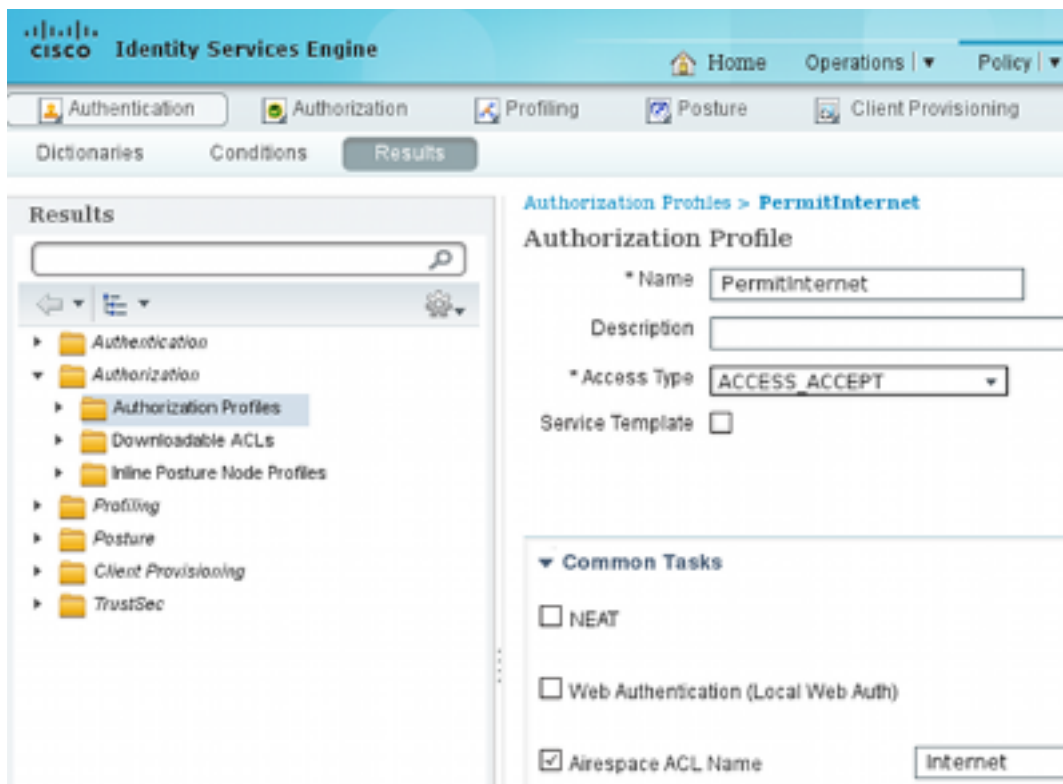 CISCO Identity Services Engine
Home Operations Policy
Authentication Authorization Profiling Posture Client Provisioning
Dictionaries Conditions Results
Results
Authentication
Authorization
Authorization Profiles
Downloadable ACLs
Inline Posture Node Profiles
Profiling
Posture
Client Provisioning
TrustSec
Authorization Profiles > PermitInternet
Authorization Profile
* Name PermitInternet
Description
* Access Type ACCESS_ACCEPT
Service Template
Common Tasks
NEAT
Web Authentication (Local Web Auth)
Airespace ACL Name Internet